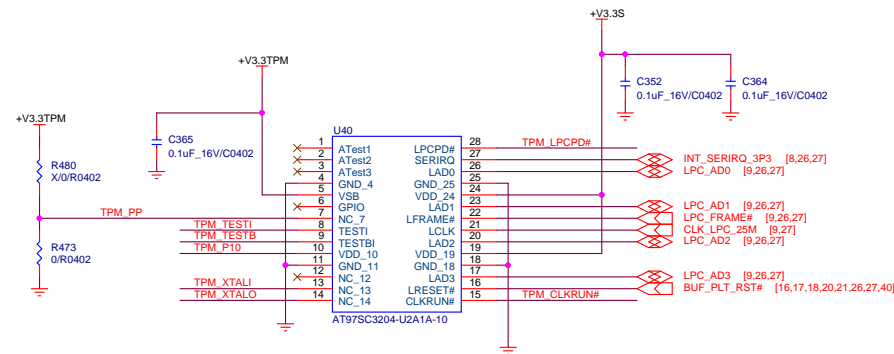 +V3.3S
+V3.3TPM
C352
0.1uF_16V/C0402
C364
0.1uF_16V/C0402
+V3.3TPM
C365
0.1uF_16V/C0402
R480
X/0/R0402
R473
0/R0402
U40
1 ATest1 LPCPD# 28 TPM_LPCPD#
2 ATest2 SERIRQ 27 INT_SERIRQ_3P3 [8,26,27]
3 ATest3 LAD0 26 LPC_AD0 [9,26,27]
4 GND_4 GND_25 25
5 VSB VDD_24 24
6 GPIO LAD1 23 LPC_AD1 [9,26,27]
TPM_PP 7 NC_7 LFRAME# 22 LPC_FRAME# [9,26,27]
TPM_TESTI 8 TESTI LCLK 21 CLK_LPC_25M [9,27]
TPM_TESTB 9 TESTBI LAD2 20 LPC_AD2 [9,26,27]
TPM_P10 10 VDD_10 VDD_19 19
11 GND_11 GND_18 18
12 NC_12 LAD3 17 LPC_AD3 [9,26,27]
TPM_XTALI 13 NC_13 LRESET# 16 BUF_PLT_RST# [16,17,18,20,21,26,27,40]
TPM_XTALO 14 NC_14 CLKRUN# 15 TPM_CLKRUN#
AT97SC3204-U2A1A-10